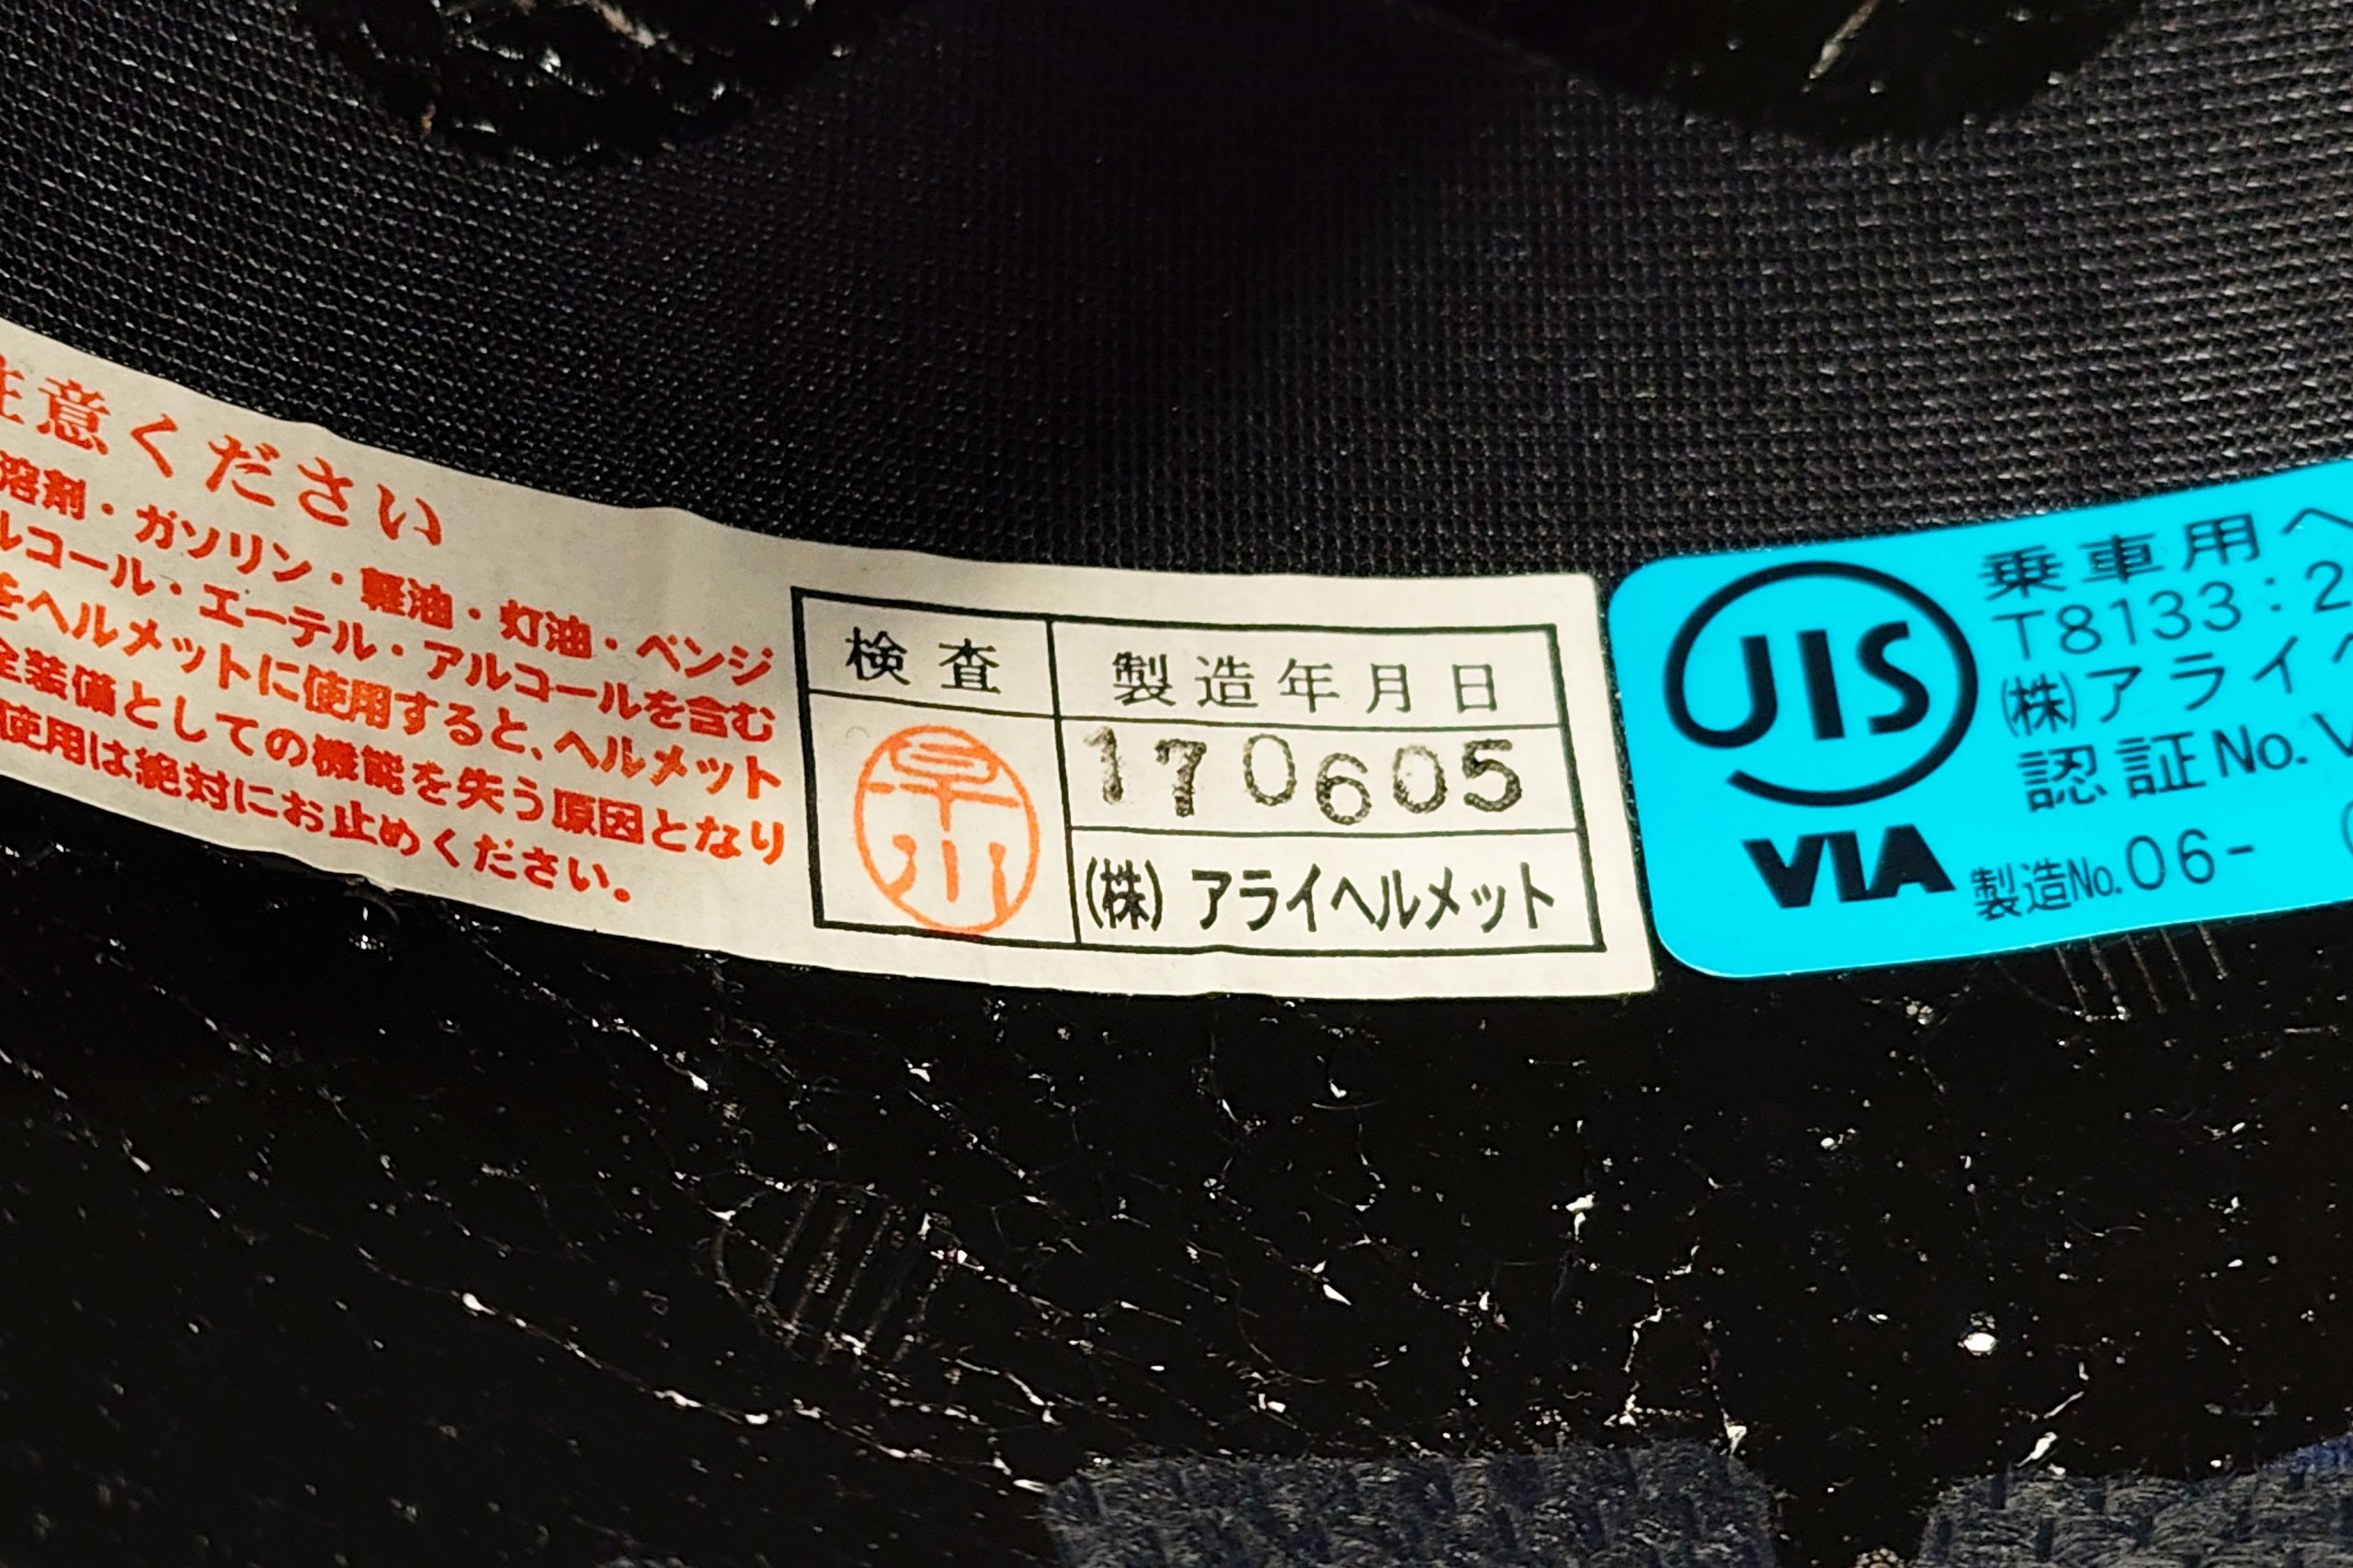 注意ください
溶剤・ガソリン・軽油・灯油・ベンジ
ルコール・エーテル・アルコールを含む
をヘルメットに使用すると、ヘルメット
全装備としての機能を失う原因となり
使用は絶対にお止めください。
検査
製造年月日
早川
170605
(株)アライヘルメット
JIS
VIA
乗車用ヘ
T8133:2
(株)アライヘ
認証No.V
製造No.06-